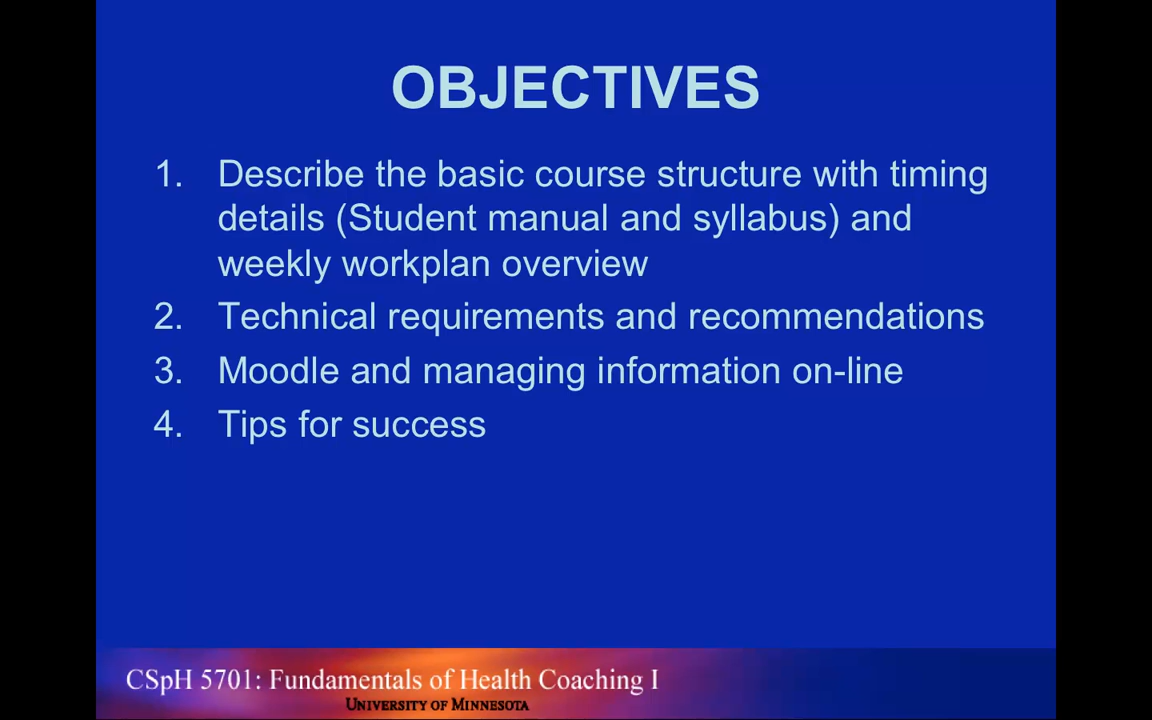 OBJECTIVES
1. Describe the basic course structure with timing
details (Student manual and syllabus) and
weekly workplan overview
2. Technical requirements and recommendations
3. Moodle and managing information on-line
4. Tips for success
CSpH 5701: Fundamentals of Health Coaching I
UNIVERSITY OF MINNESOTA